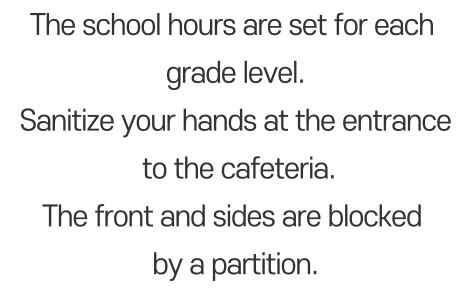 The school hours are set for each
grade level.
Sanitize your hands at the entrance
to the cafeteria.
The front and sides are blocked
by a partition.